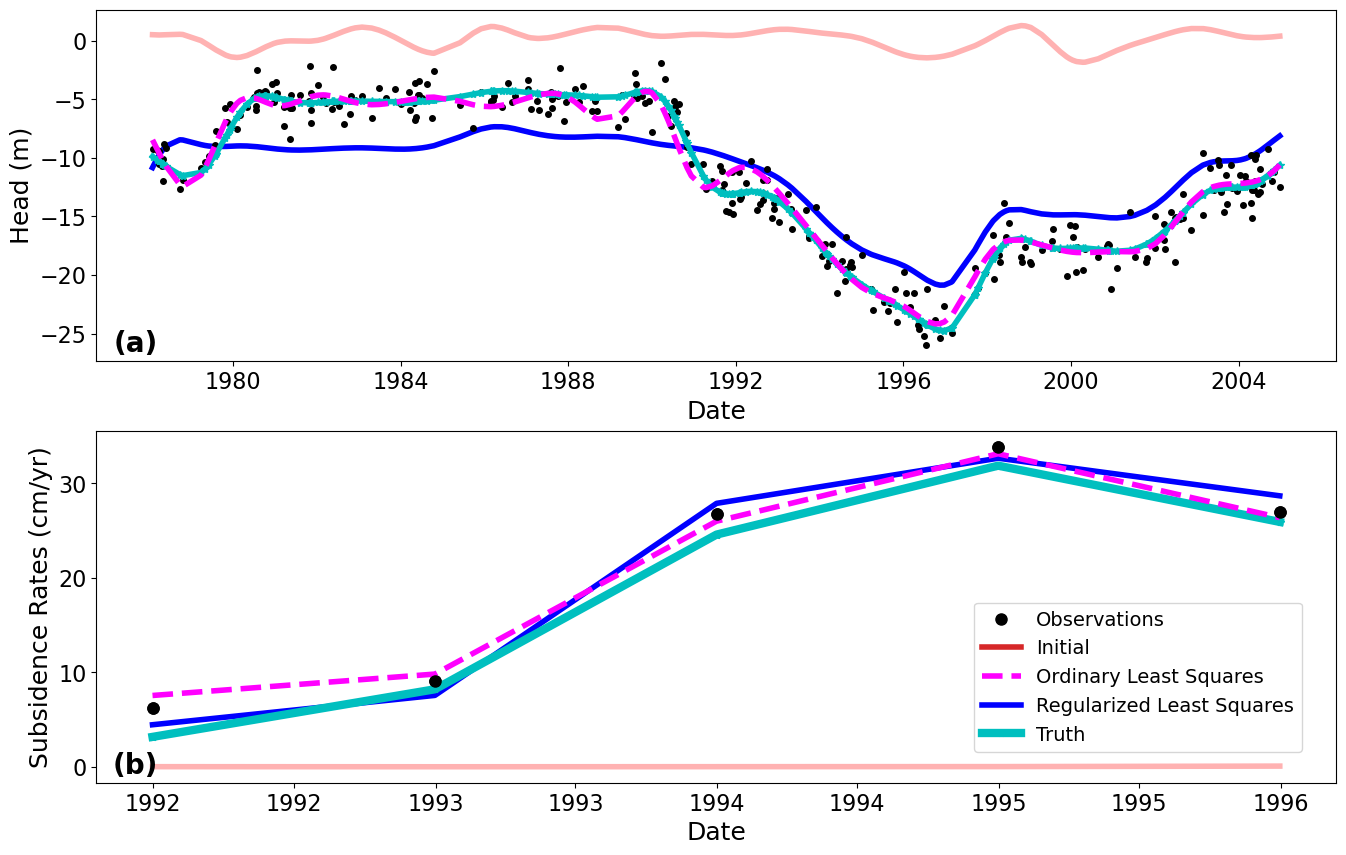 0
−5
−10
−15
−20
−25
Head (m)
(a)
1980 1984 1988 1992 1996 2000 2004
Date
30
20
10
0
Subsidence Rates (cm/yr)
Observations
Initial
Ordinary Least Squares
Regularized Least Squares
Truth
(b)
1992 1992 1993 1993 1994 1994 1995 1995 1996
Date